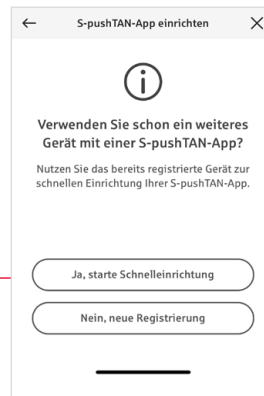 S-pushTAN-App einrichten
Verwenden Sie schon ein weiteres
Gerät mit einer S-pushTAN-App?
Nutzen Sie das bereits registrierte Gerät zur
schnellen Einrichtung Ihrer S-pushTAN-App.
Ja, starte Schnelleinrichtung
Nein, neue Registrierung